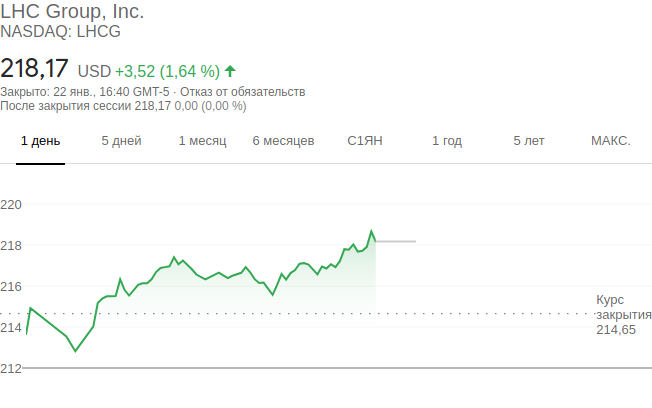 LHC Group, Inc.
NASDAQ: LHCG
218,17 USD +3,52 (1,64 %)
Закрыто: 22 янв., 16:40 GMT-5 · Отказ от обязательств
После закрытия сессии 218,17 0,00 (0,00 %)
1 день 5 дней 1 месяц 6 месяцев С1ЯН 1 год 5 лет МАКС.
220
218
216
Курс
закрытия
214,65
214
212